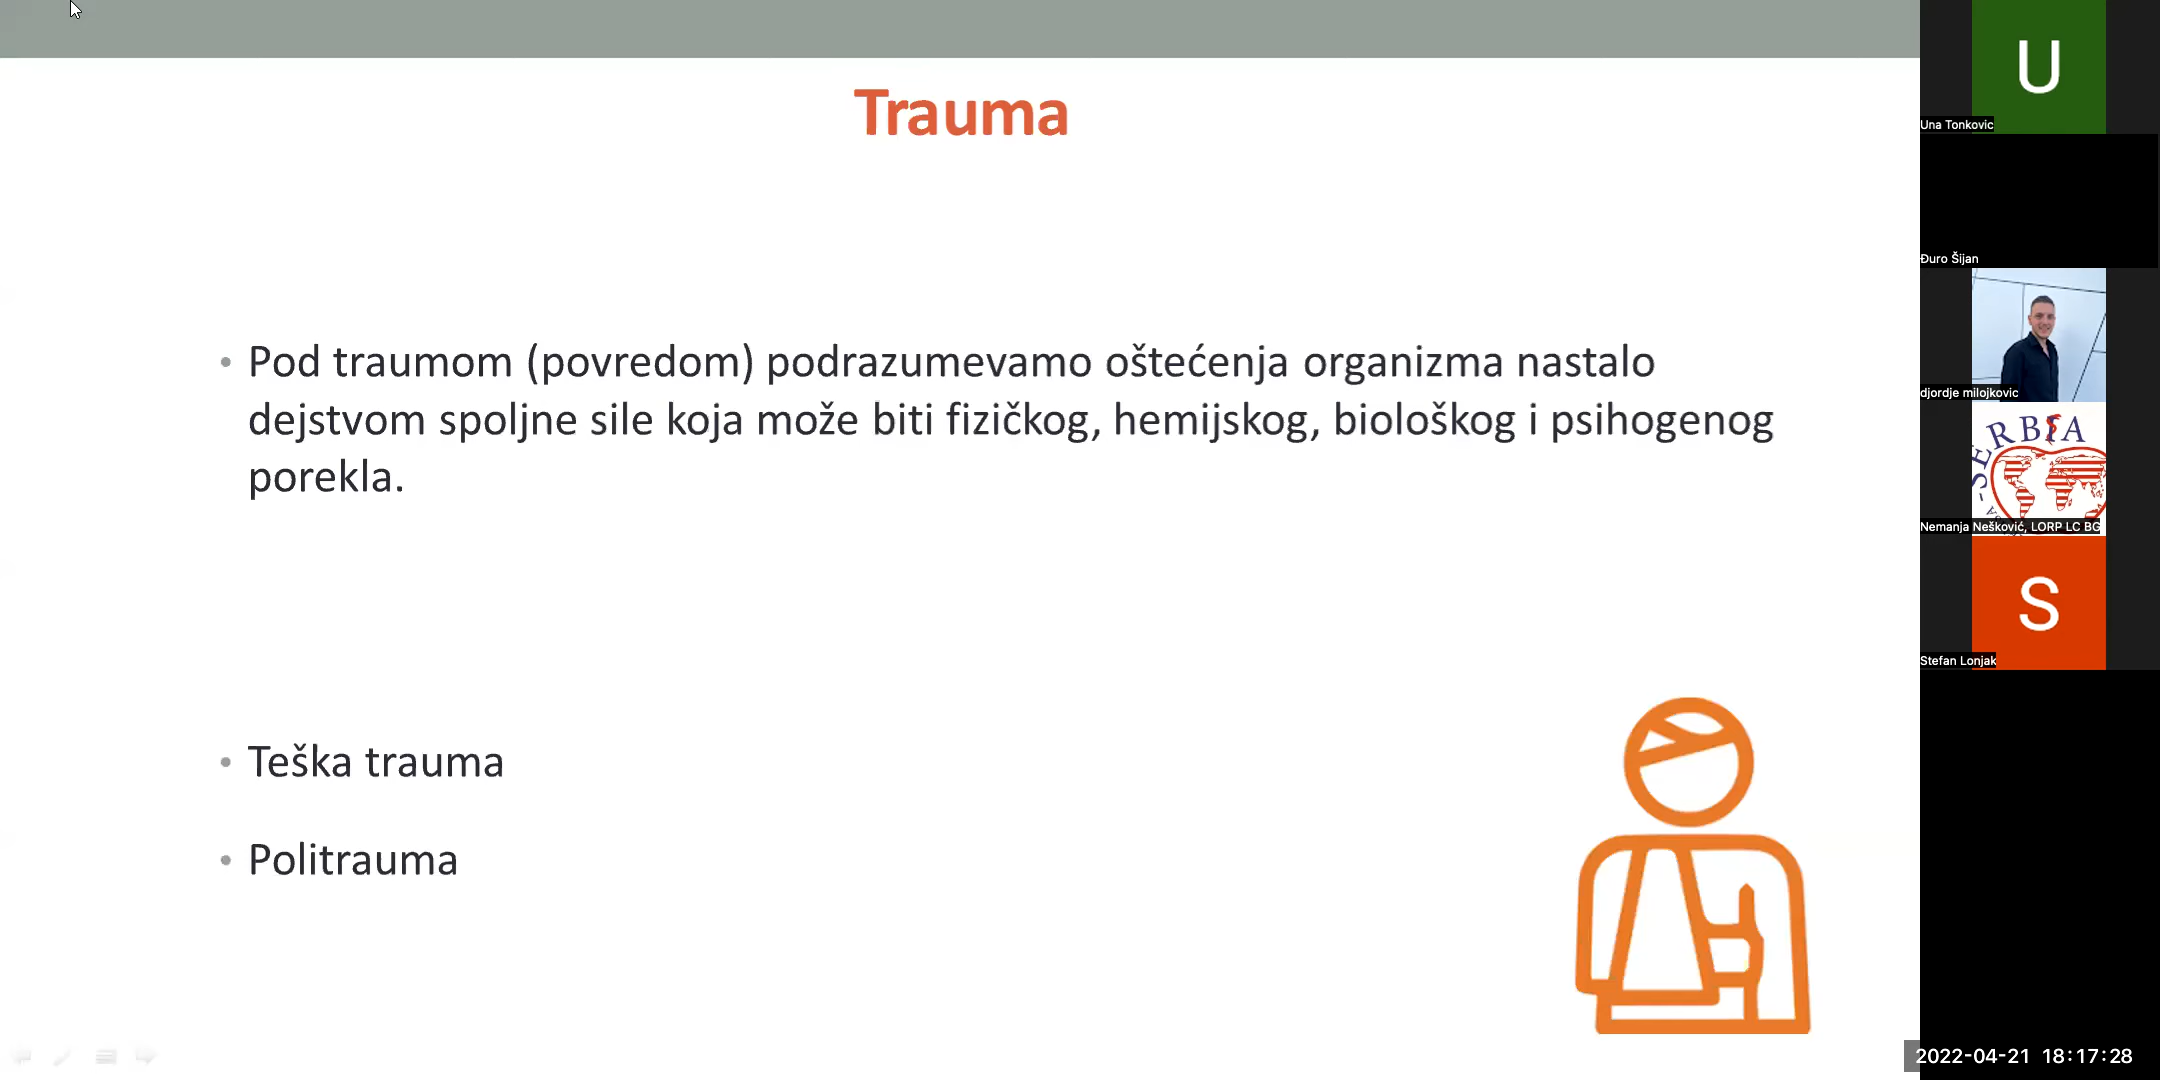 Trauma
• Pod traumom (povredom) podrazumevamo oštećenja organizma nastalo
dejstvom spoljne sile koja može biti fizičkog, hemijskog, biološkog i psihogenog
porekla.
• Teška trauma
• Politrauma
U
Una Tonkovic
Đuro Šijan
djordje milojkovic
SERBIA
Nemanja Nešković, LORP LC BG
S
Stefan Lonjak
2022-04-21 18:17:28